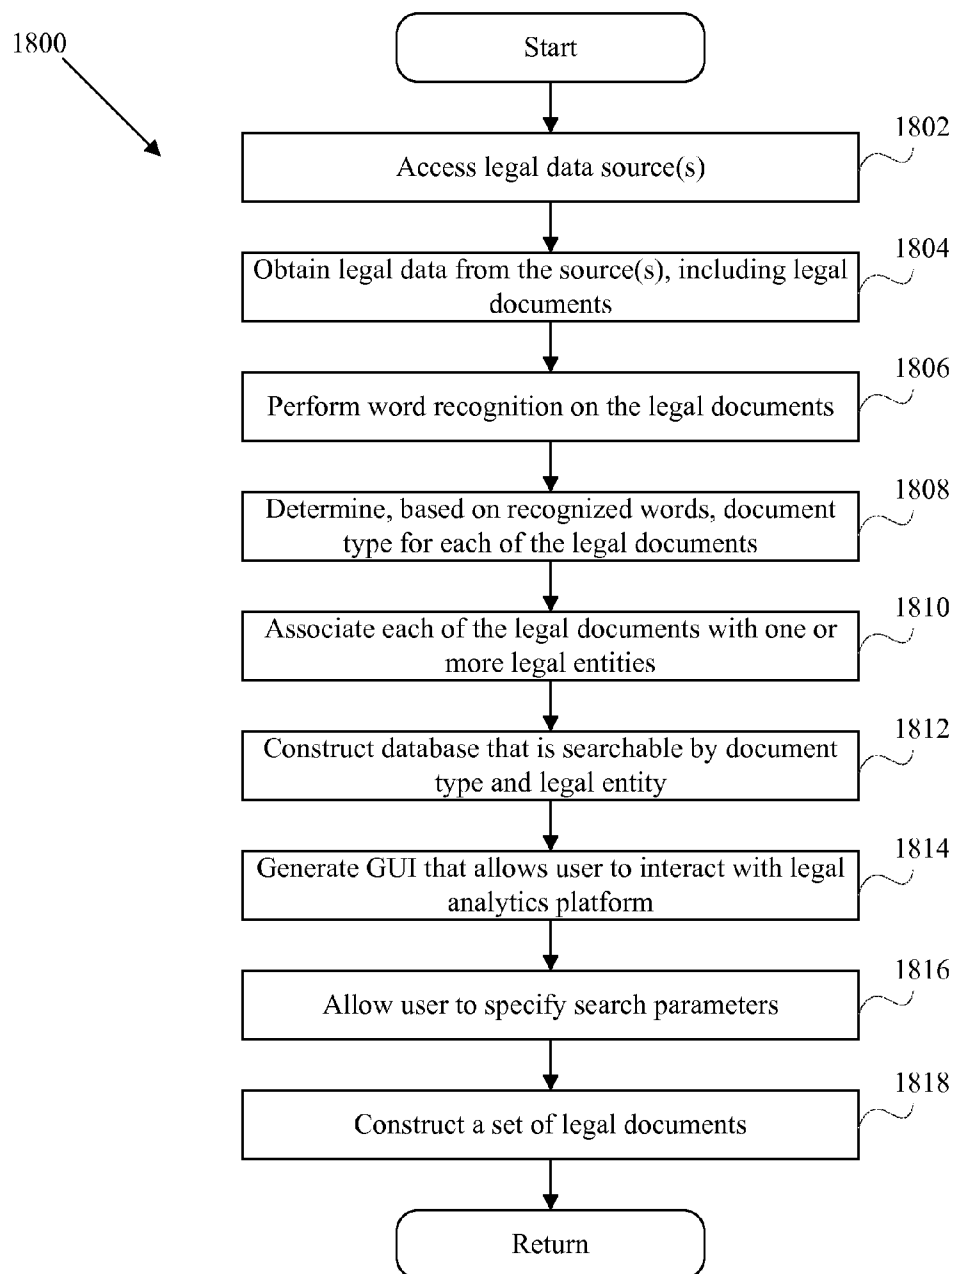 1800
Start
1802
Access legal data source(s)
1804
Obtain legal data from the source(s), including legal
documents
1806
Perform word recognition on the legal documents
1808
Determine, based on recognized words, document
type for each of the legal documents
1810
Associate each of the legal documents with one or
more legal entities
1812
Construct database that is searchable by document
type and legal entity
1814
Generate GUI that allows user to interact with legal
analytics platform
1816
Allow user to specify search parameters
1818
Construct a set of legal documents
Return